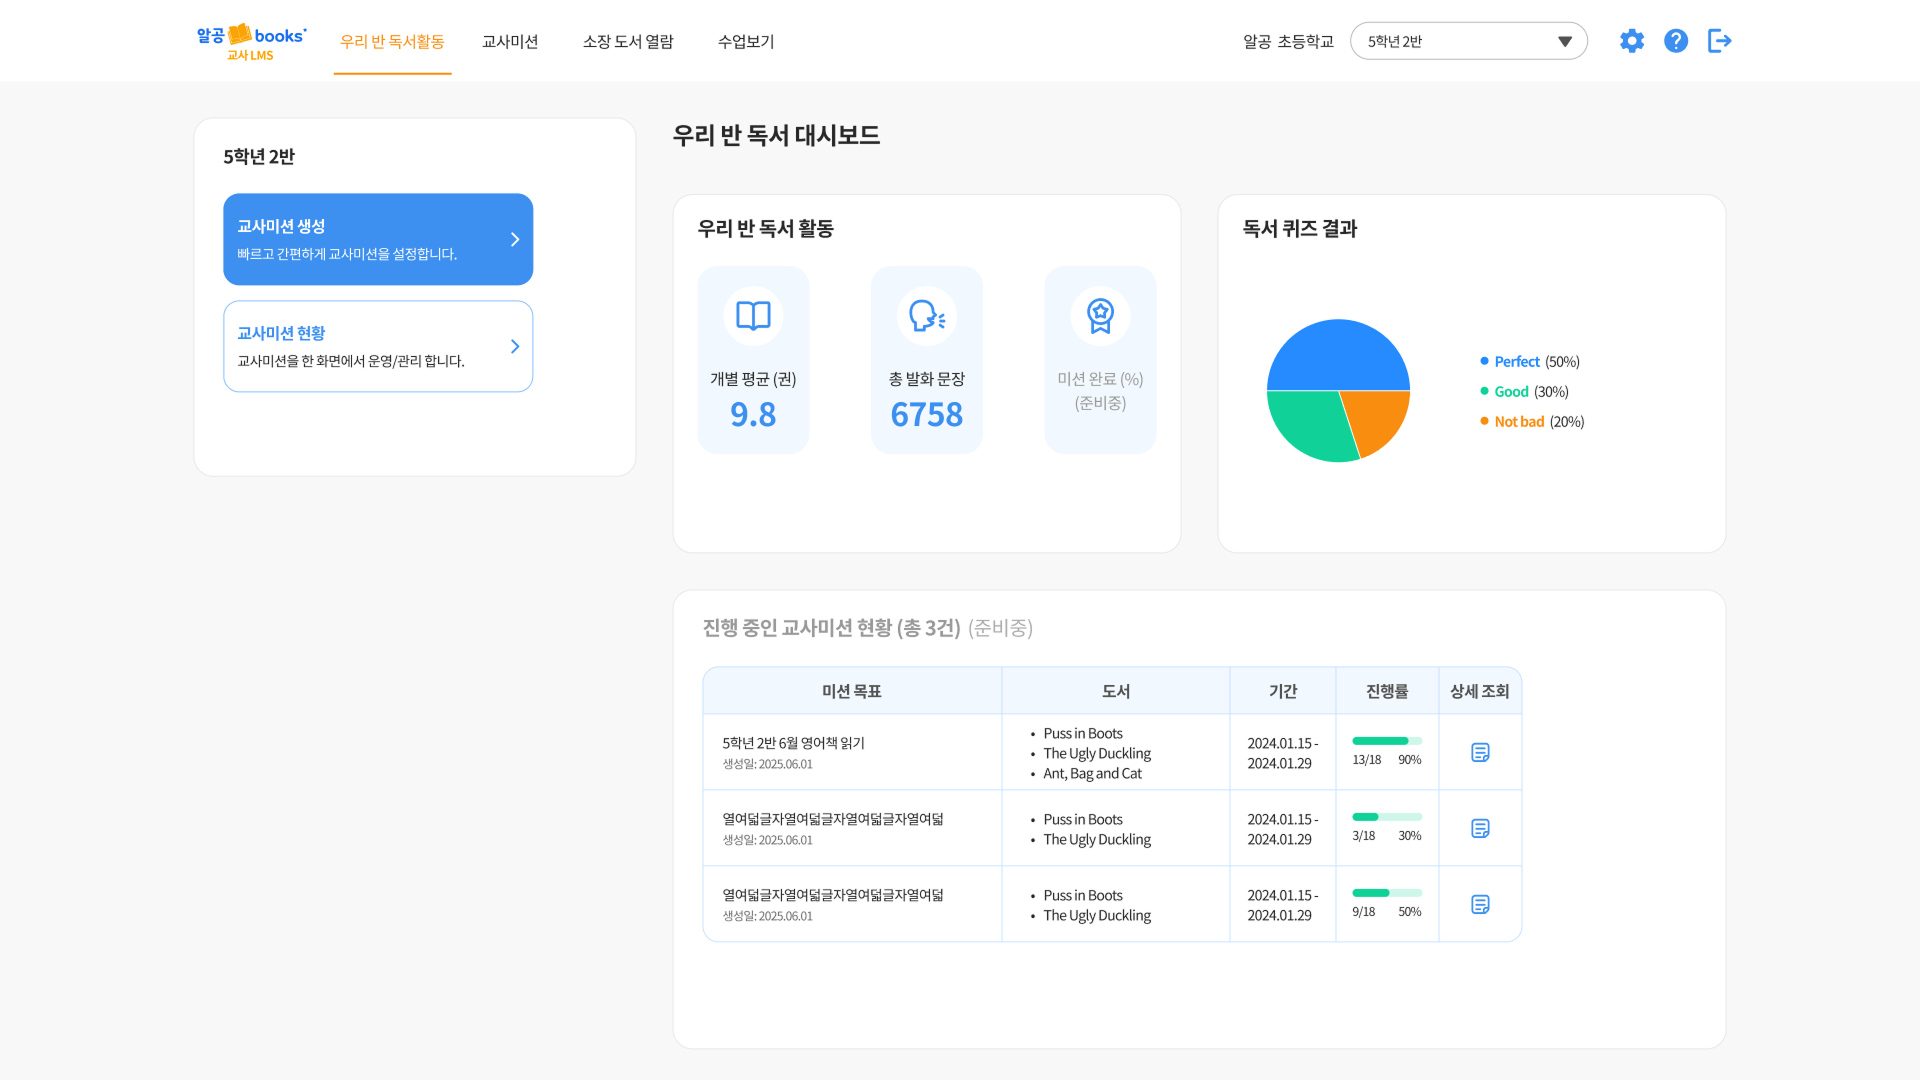 알공 books
교사 LMS
우리 반 독서활동
교사미션
소장 도서 열람
수업보기
알공 초등학교
5학년 2반
5학년 2반
교사미션 생성
빠르고 간편하게 교사미션을 설정합니다.
교사미션 현황
교사미션을 한 화면에서 운영/관리 합니다.
우리 반 독서 대시보드
우리 반 독서 활동
개별 평균 (권)
9.8
총 발화 문장
6758
미션 완료 (%)
(준비중)
독서 퀴즈 결과
Perfect (50%)
Good (30%)
Not bad (20%)
진행 중인 교사미션 현황 (총 3건) (준비중)
미션 목표 도서 기간 진행률 상세 조회
5학년 2반 6월 영어책 읽기
생성일: 2025.06.01
• Puss in Boots
• The Ugly Duckling
• Ant, Bag and Cat
2024.01.15 -
2024.01.29
13/18 90%
열여덟글자열여덟글자열여덟글자열여덟
생성일: 2025.06.01
• Puss in Boots
• The Ugly Duckling
2024.01.15 -
2024.01.29
3/18 30%
열여덟글자열여덟글자열여덟글자열여덟
생성일: 2025.06.01
• Puss in Boots
• The Ugly Duckling
2024.01.15 -
2024.01.29
9/18 50%